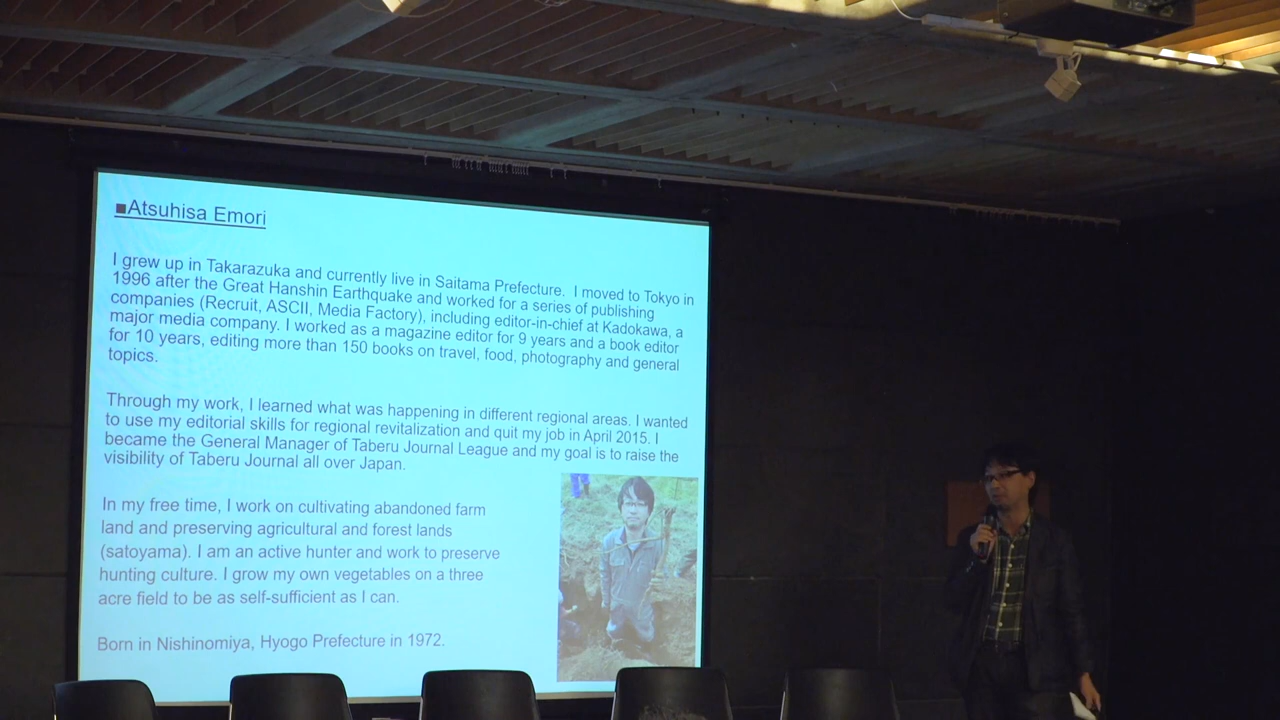 ■Atsuhisa Emori
I grew up in Takarazuka and currently live in Saitama Prefecture. I moved to Tokyo in
1996 after the Great Hanshin Earthquake and worked for a series of publishing
companies (Recruit, ASCII, Media Factory), including editor-in-chief at Kadokawa, a
major media company. I worked as a magazine editor for 9 years and a book editor
for 10 years, editing more than 150 books on travel, food, photography and general
topics.
Through my work, I learned what was happening in different regional areas. I wanted
to use my editorial skills for regional revitalization and quit my job in April 2015. I
became the General Manager of Taberu Journal League and my goal is to raise the
visibility of Taberu Journal all over Japan.
In my free time, I work on cultivating abandoned farm
land and preserving agricultural and forest lands
(satoyama). I am an active hunter and work to preserve
hunting culture. I grow my own vegetables on a three
acre field to be as self-sufficient as I can.
Born in Nishinomiya, Hyogo Prefecture in 1972.